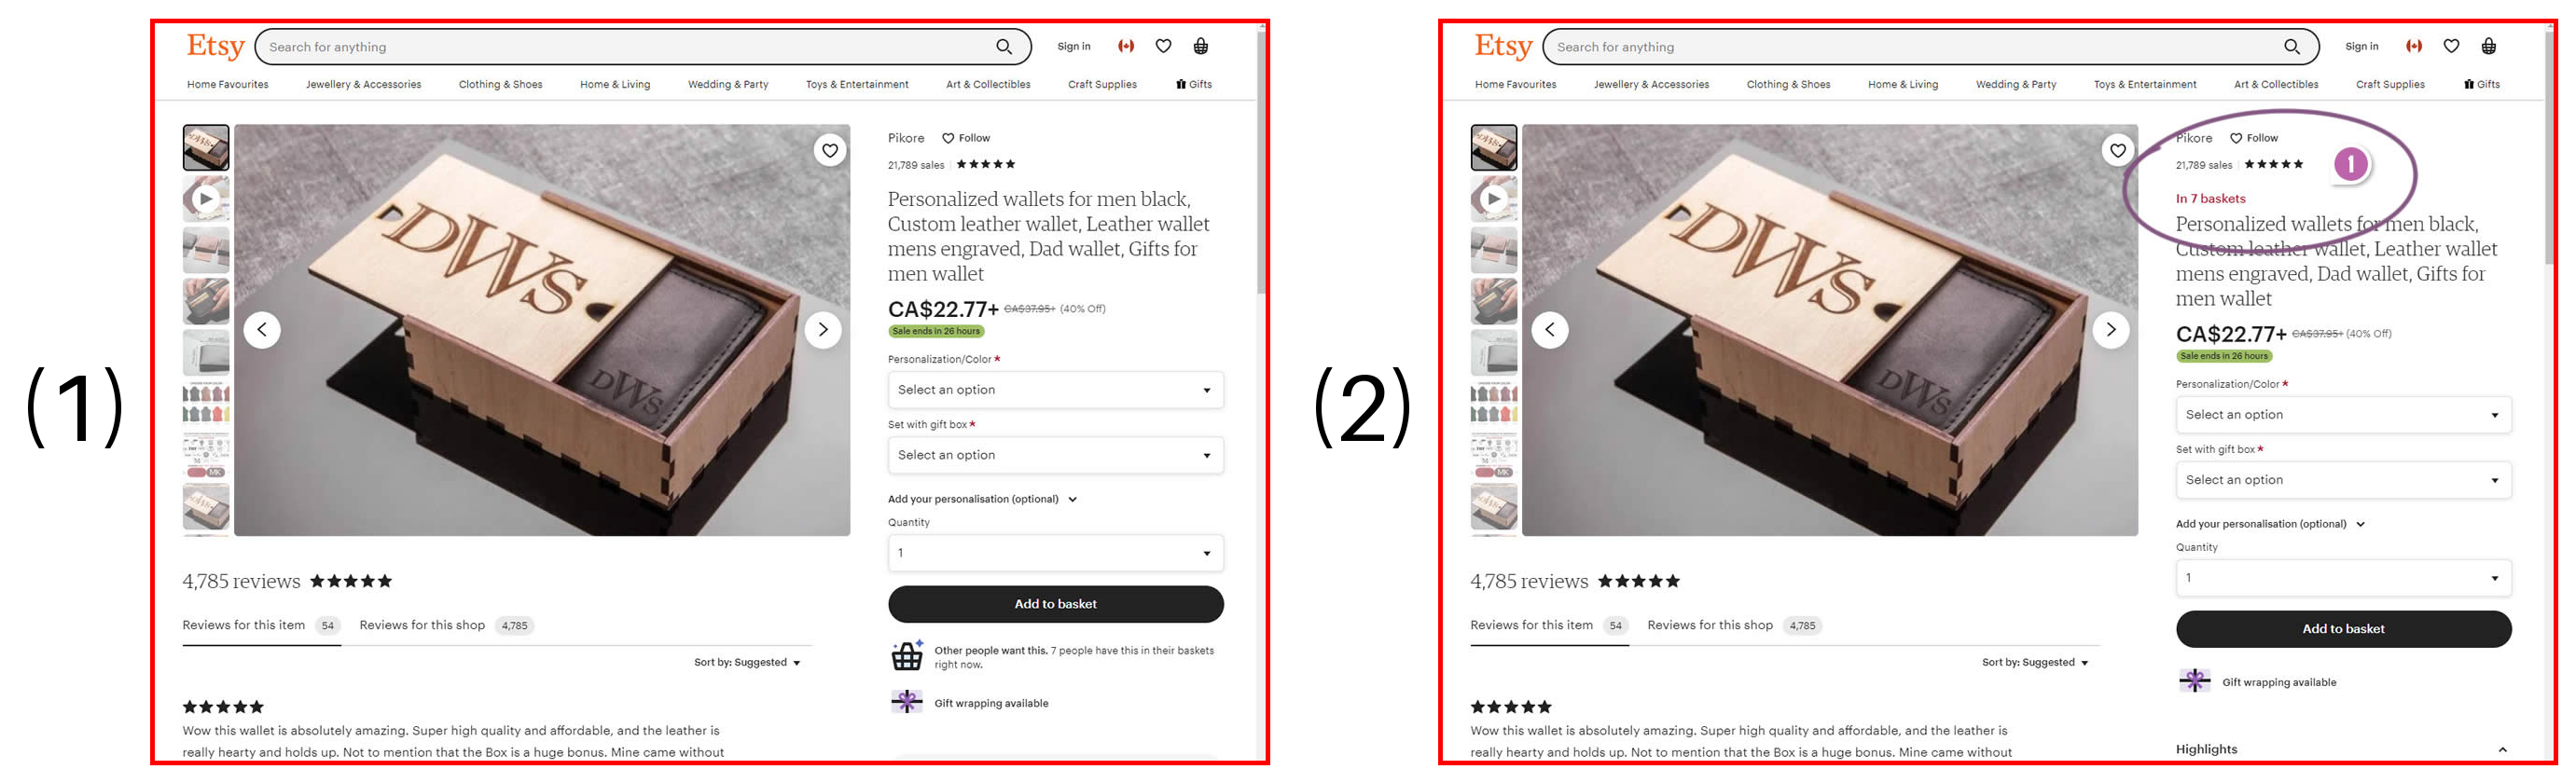 (1)
Etsy
Search for anything
Sign in
Home Favourites Jewellery & Accessories Clothing & Shoes Home & Living Wedding & Party Toys & Entertainment Art & Collectibles Craft Supplies Gifts
DWS
DWS
Pikore Follow
21,789 sales ★★★★★
Personalized wallets for men black,
Custom leather wallet, Leather wallet
mens engraved, Dad wallet, Gifts for
men wallet
CA$22.77+ CA$37.95+ (40% Off)
Sale ends in 26 hours
Personalization/Color *
Select an option
Set with gift box *
Select an option
Add your personalisation (optional)
Quantity
1
Add to basket
Other people want this. 7 people have this in their baskets
right now.
Gift wrapping available
MK
4,785 reviews ★★★★★
Reviews for this item 54 Reviews for this shop 4,785
Sort by: Suggested
★★★★★
Wow this wallet is absolutely amazing. Super high quality and affordable, and the leather is
really hearty and holds up. Not to mention that the Box is a huge bonus. Mine came without
(2)
Etsy
Search for anything
Sign in
Home Favourites Jewellery & Accessories Clothing & Shoes Home & Living Wedding & Party Toys & Entertainment Art & Collectibles Craft Supplies Gifts
DWS
DWS
Pikore Follow
21,789 sales ★★★★★
1
In 7 baskets
Personalized wallets for men black,
Custom leather wallet, Leather wallet
mens engraved, Dad wallet, Gifts for
men wallet
CA$22.77+ CA$37.95+ (40% Off)
Sale ends in 26 hours
Personalization/Color *
Select an option
Set with gift box *
Select an option
Add your personalisation (optional)
Quantity
1
Add to basket
Gift wrapping available
Highlights
MK
4,785 reviews ★★★★★
Reviews for this item 54 Reviews for this shop 4,785
Sort by: Suggested
★★★★★
Wow this wallet is absolutely amazing. Super high quality and affordable, and the leather is
really hearty and holds up. Not to mention that the Box is a huge bonus. Mine came without